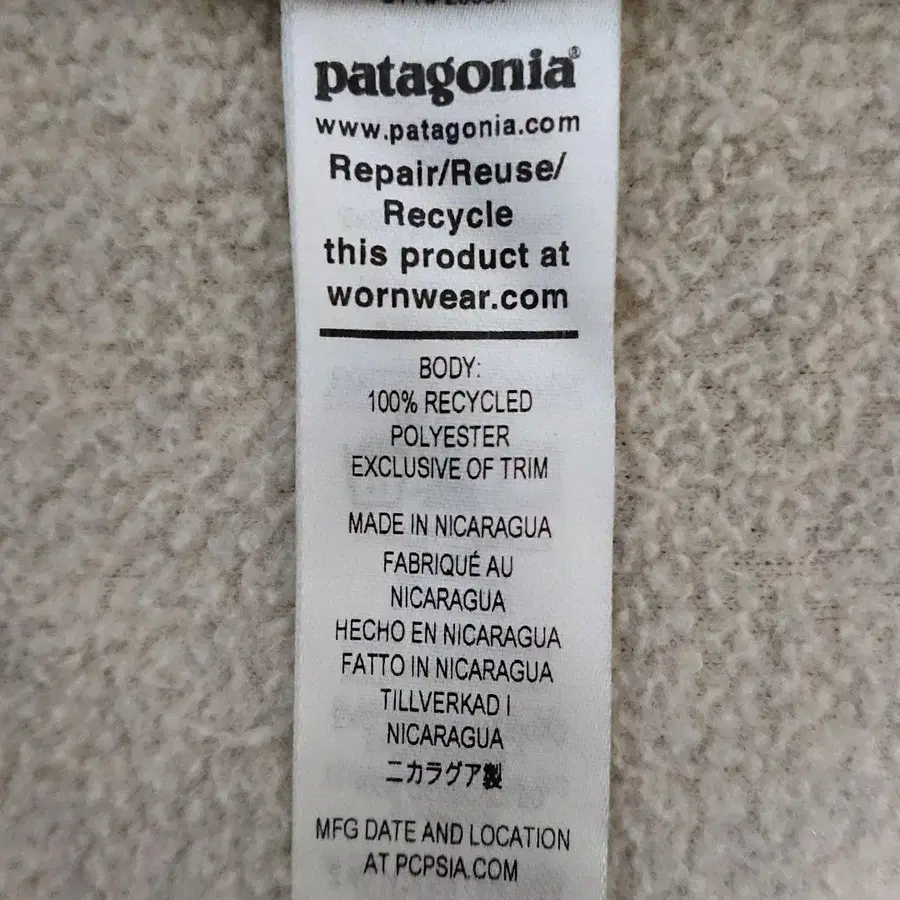 patagonia®
www.patagonia.com
Repair/Reuse/
Recycle
this product at
wornwear.com
BODY:
100% RECYCLED
POLYESTER
EXCLUSIVE OF TRIM
MADE IN NICARAGUA
FABRIQUÉ AU
NICARAGUA
HECHO EN NICARAGUA
FATTO IN NICARAGUA
TILLVERKAD I
NICARAGUA
ニカラグア製
MFG DATE AND LOCATION
AT PCPSIA.COM